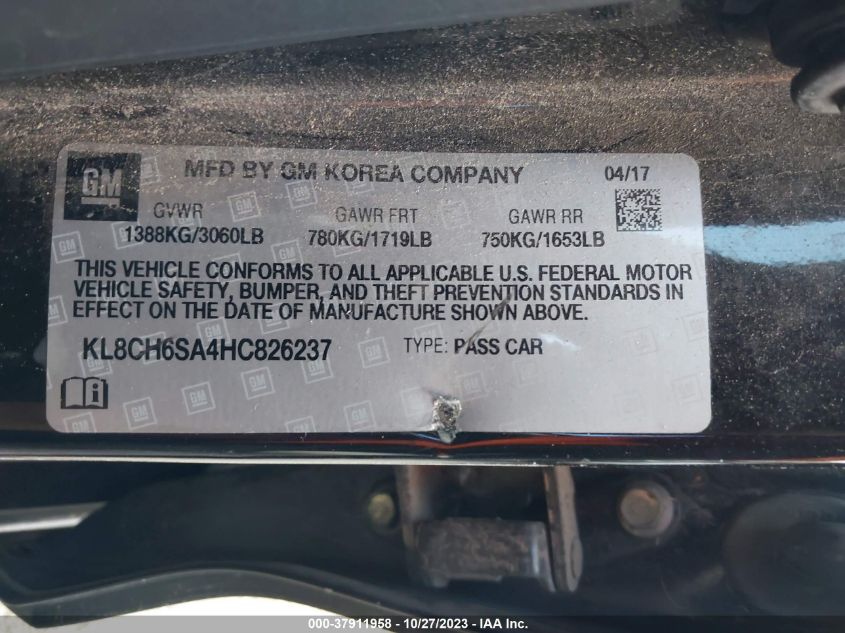 GM
MFD BY GM KOREA COMPANY 04/17
GVWR GAWR FRT GAWR RR
1388KG/3060LB 780KG/1719LB 750KG/1653LB
THIS VEHICLE CONFORMS TO ALL APPLICABLE U.S. FEDERAL MOTOR
VEHICLE SAFETY, BUMPER, AND THEFT PREVENTION STANDARDS IN
EFFECT ON THE DATE OF MANUFACTURE SHOWN ABOVE.
KL8CH6SA4HC826237 TYPE: PASS CAR
000-37911958 - 10/27/2023 - IAAI.com